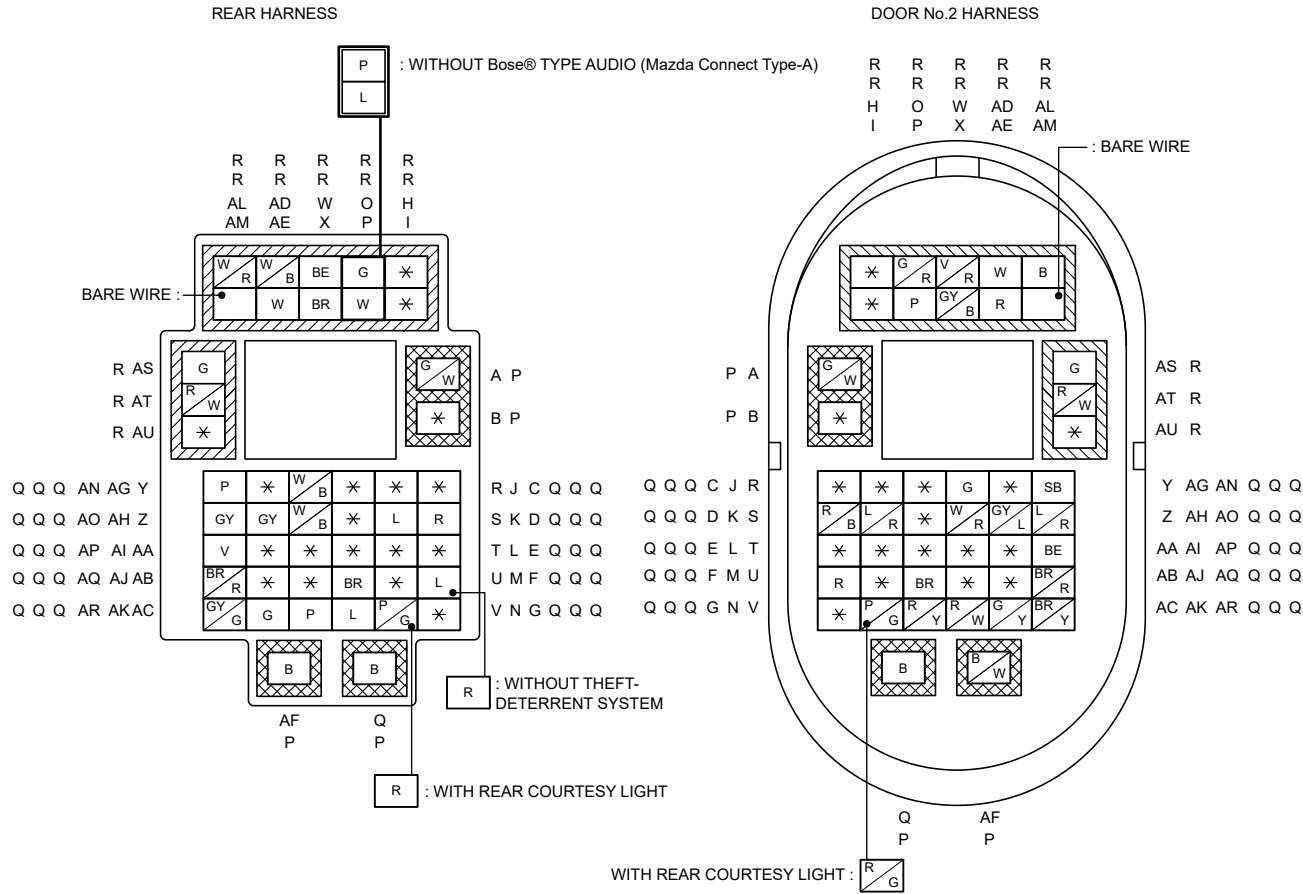 REAR HARNESS
DOOR No.2 HARNESS
P : WITHOUT Bose® TYPE AUDIO (Mazda Connect Type-A)
L
R R R R R
R R R R R
AL AD W O H
AM AE X P I
R R R R R
R R R R R
H O W AD AL
I P X AE AM
: BARE WIRE
W/R W/B BE G *
BARE WIRE : W BR W *
* G/R V/R W B
* P GY/B R
R AS G
R AT R/W
R AU *
G/W A P
* B P
P A G/W
P B *
G AS R
R/W AT R
* AU R
Q Q Q AN AG Y P * W/B * * * R J C Q Q Q
Q Q Q AO AH Z GY GY W/B * L R S K D Q Q Q
Q Q Q AP AI AA V * * * * * T L E Q Q Q
Q Q Q AQ AJ AB BR/R * * BR * L U M F Q Q Q
Q Q Q AR AK AC GY/G G P L P/G * V N G Q Q Q
Q Q Q C J R * * * G * SB Y AG AN Q Q Q
Q Q Q D K S R/B L/R * W/R GY/L L/R Z AH AO Q Q Q
Q Q Q E L T * * * * * BE AA AI AP Q Q Q
Q Q Q F M U R * BR * * BR/R AB AJ AQ Q Q Q
Q Q Q G N V * P/G R/Y R/W G/Y BR/Y AC AK AR Q Q Q
B B
B B/W
R : WITHOUT THEFT-
DETERRENT SYSTEM
AF Q
P P
R : WITH REAR COURTESY LIGHT
Q AF
P P
WITH REAR COURTESY LIGHT : R/G